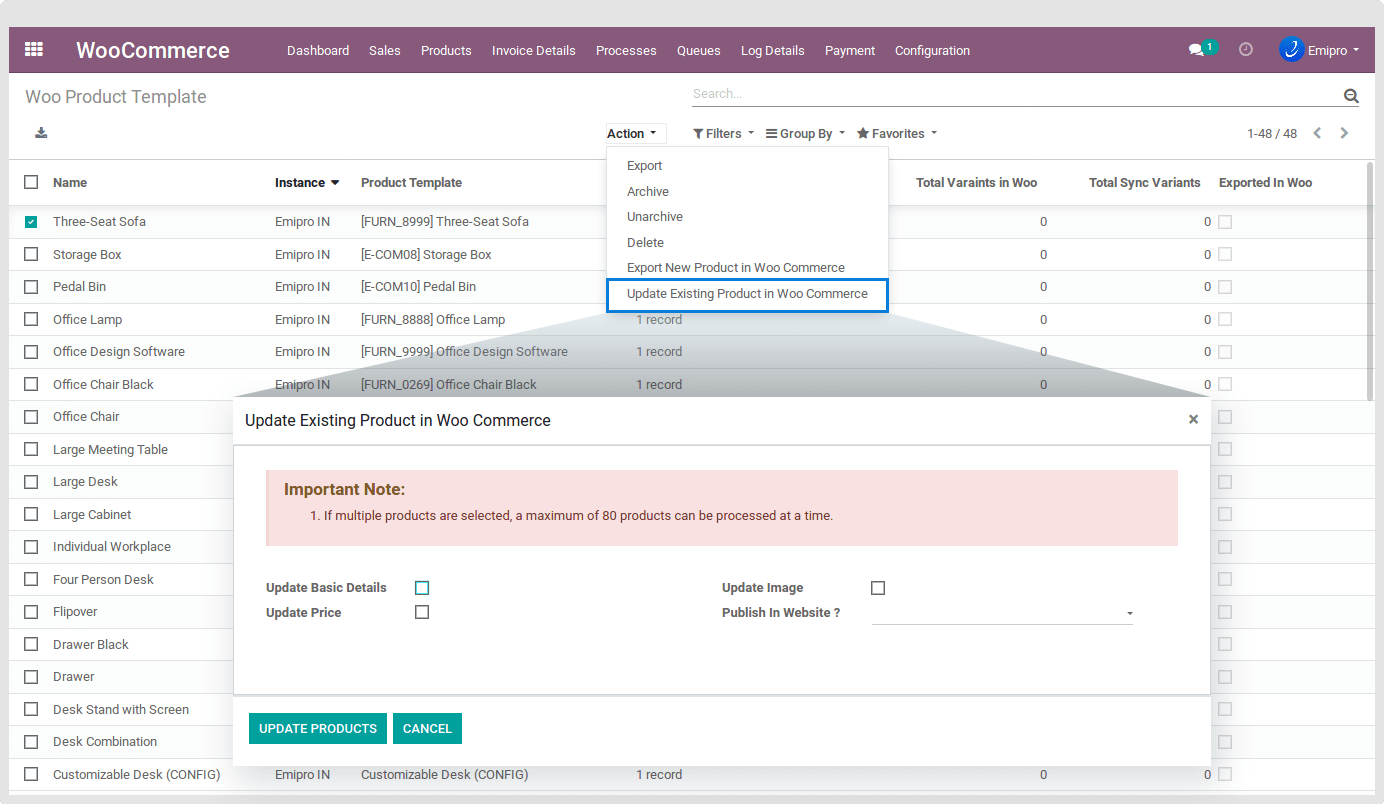 WooCommerce Dashboard Sales Products Invoice Details Processes Queues Log Details Payment Configuration 1 Emipro
Woo Product Template Search...
Action Filters Group By Favorites 1-48 / 48
Export
Archive
Unarchive
Delete
Export New Product in Woo Commerce
Update Existing Product in Woo Commerce
Name Instance Product Template Total Varaints in Woo Total Sync Variants Exported In Woo
Three-Seat Sofa Emipro IN [FURN_8999] Three-Seat Sofa 0 0
Storage Box Emipro IN [E-COM08] Storage Box 0 0
Pedal Bin Emipro IN [E-COM10] Pedal Bin 0 0
Office Lamp Emipro IN [FURN_8888] Office Lamp 1 record 0 0
Office Design Software Emipro IN [FURN_9999] Office Design Software 1 record 0 0
Office Chair Black Emipro IN [FURN_0269] Office Chair Black 1 record 0 0
Office Chair
Large Meeting Table
Large Desk
Large Cabinet
Individual Workplace
Four Person Desk
Flipover
Drawer Black
Drawer
Desk Stand with Screen
Desk Combination
Customizable Desk (CONFIG) Emipro IN Customizable Desk (CONFIG) 1 record 0 0
Update Existing Product in Woo Commerce ×
Important Note:
1. If multiple products are selected, a maximum of 80 products can be processed at a time.
Update Basic Details Update Image
Update Price Publish In Website ?
UPDATE PRODUCTS CANCEL